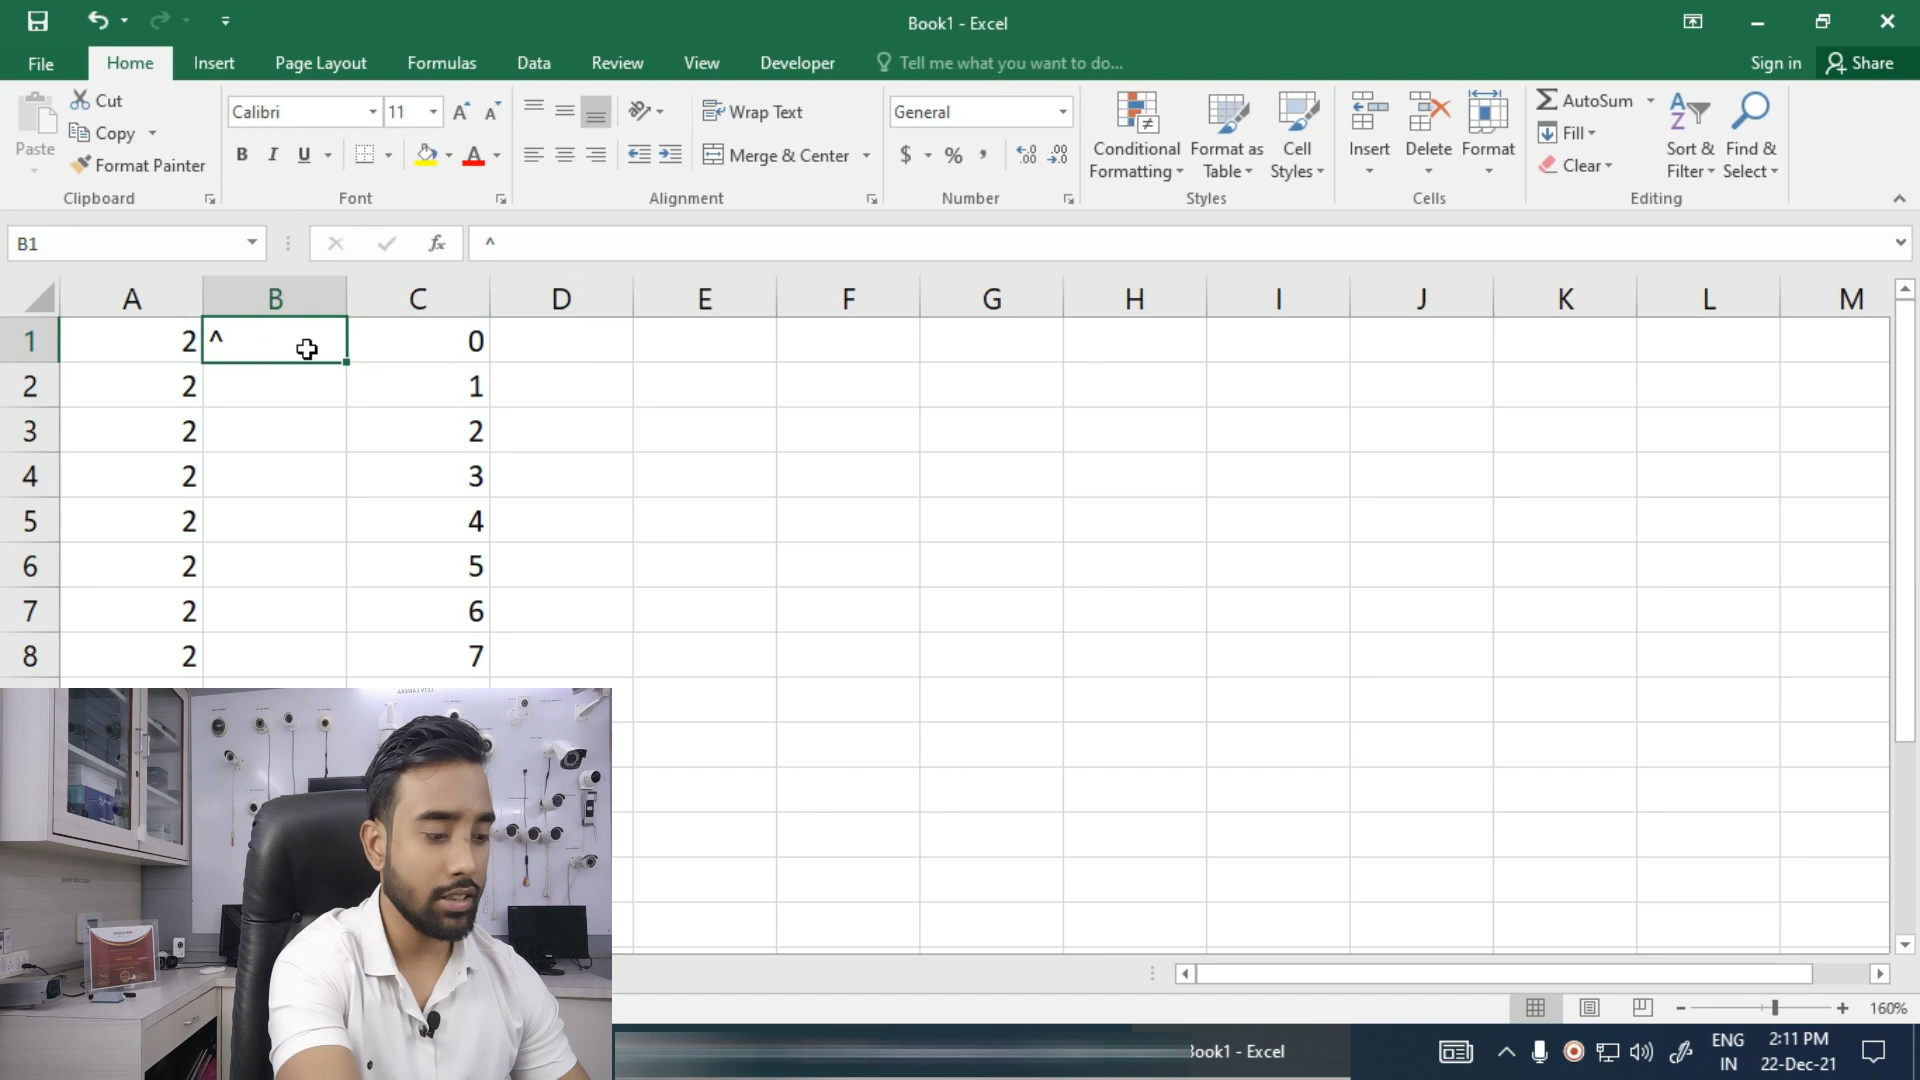 Book1 - Excel
File Home Insert Page Layout Formulas Data Review View Developer Tell me what you want to do... Sign in Share
Paste
Cut
Copy
Format Painter
Clipboard
Calibri 11
B I U A
Font
Wrap Text
Merge & Center
Alignment
General
$ % ,
Number
Conditional Formatting
Format as Table
Cell Styles
Styles
Insert Delete Format
Cells
AutoSum
Fill
Clear
Sort & Filter
Find & Select
Editing
B1 fx ^
A B C D E F G H I J K L M
1 2 ^ 0
2 2 1
3 2 2
4 2 3
5 2 4
6 2 5
7 2 6
8 2 7
160%
Book1 - Excel
ENG
IN
2:11 PM
22-Dec-21